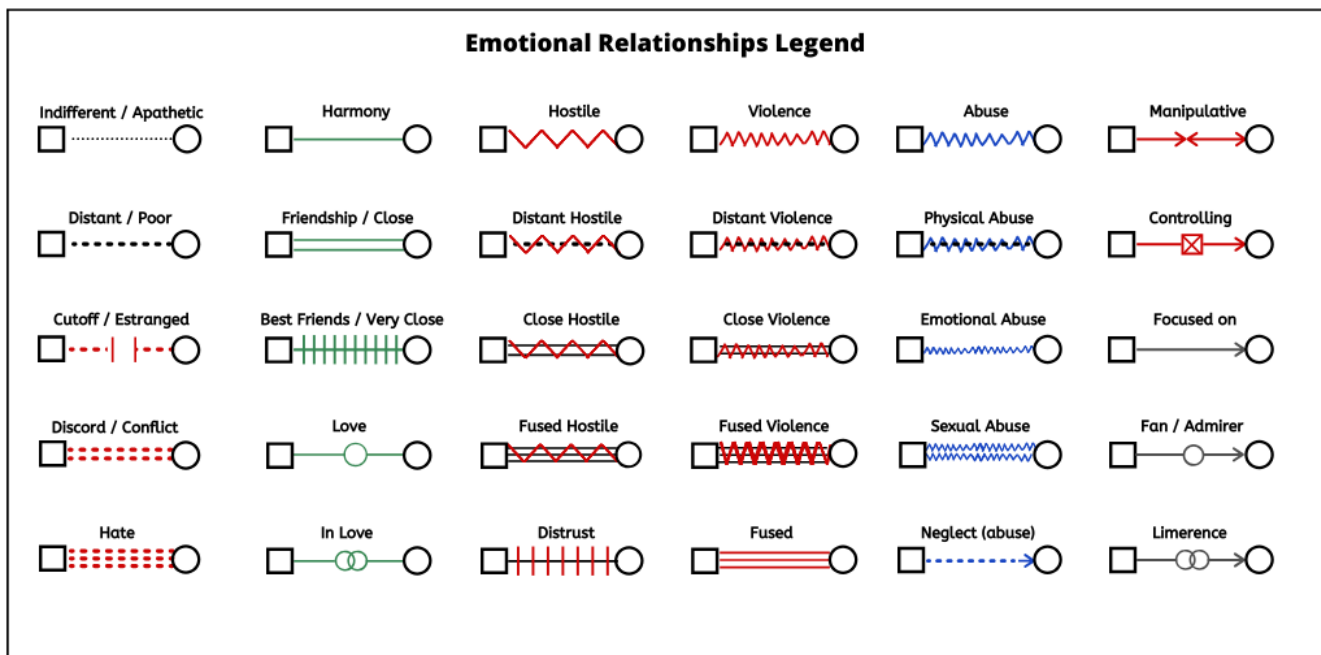 Emotional Relationships Legend
Indifferent / Apathetic
Harmony
Hostile
Violence
Abuse
Manipulative
Distant / Poor
Friendship / Close
Distant Hostile
Distant Violence
Physical Abuse
Controlling
Cutoff / Estranged
Best Friends / Very Close
Close Hostile
Close Violence
Emotional Abuse
Focused on
Discord / Conflict
Love
Fused Hostile
Fused Violence
Sexual Abuse
Fan / Admirer
Hate
In Love
Distrust
Fused
Neglect (abuse)
Limerence